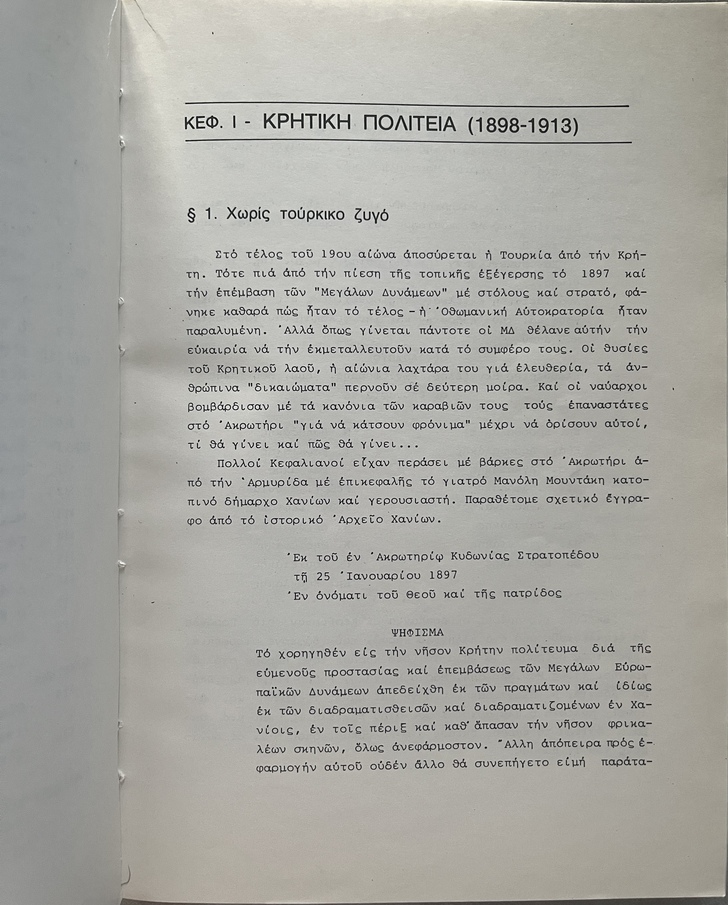 ΚΕΦ. Ι - ΚΡΗΤΙΚΗ ΠΟΛΙΤΕΙΑ (1898-1913)
§ 1. Χωρίς τούρκικο ζυγό
Στό τέλος τοῦ 19ου αἰώνα ἀποσύρεται ἡ Τουρκία ἀπό τήν Κρή-
τη. Τότε πιά ἀπό τήν πίεση τῆς τοπικῆς ἐξέγερσης τό 1897 καί
τήν ἐπέμβαση τῶν "Μεγάλων Δυνάμεων" μέ στόλους καί στρατό, φά-
νηκε καθαρά πώς ἦταν τό τέλος - ἡ Ὀθωμανική Αὐτοκρατορία ἦταν
παραλυμένη. Ἀλλά ὅπως γίνεται πάντοτε οἱ ΜΔ θέλανε αὐτήν τήν
εὐκαιρία νά τήν ἐκμεταλλευτοῦν κατά τό συμφέρο τους. Οἱ θυσίες
τοῦ Κρητικοῦ λαοῦ, ἡ αἰώνια λαχτάρα του γιά ἐλευθερία, τά ἀν-
θρώπινα "δικαιώματα" περνοῦν σέ δεύτερη μοίρα. Καί οἱ ναύαρχοι
βομβάρδισαν μέ τά κανόνια τῶν καραβιῶν τους τούς ἐπαναστάτες
στό Ἀκρωτήρι "γιά νά κάτσουν φρόνιμα" μέχρι νά ὁρίσουν αὐτοί,
τί θά γίνει καί πῶς θά γίνει...
Πολλοί Κεφαλιανοί εἶχαν περάσει μέ βάρκες στό Ἀκρωτήρι ἀ-
πό τήν Ἀρμυρίδα μέ ἐπικεφαλῆς τό γιατρό Μανόλη Μουντάκη κατο-
πινό δήμαρχο Χανίων καί γερουσιαστή. Παραθέτομε σχετικό ἔγγρα-
φο ἀπό τό ἱστορικό Ἀρχεῖο Χανίων.
Ἐκ τοῦ ἐν Ἀκρωτηρίῳ Κυδωνίας Στρατοπέδου
τῇ 25 Ἰανουαρίου 1897
Ἐν ὀνόματι τοῦ θεοῦ καί τῆς πατρίδος
ΨΗΦΙΣΜΑ
Τό χορηγηθέν εἰς τήν νῆσον Κρήτην πολίτευμα διά τῆς
εὐμενοῦς προστασίας καί ἐπεμβάσεως τῶν Μεγάλων Εὐρω-
παϊκῶν Δυνάμεων ἀπεδείχθη ἐκ τῶν πραγμάτων καί ἰδίως
ἐκ τῶν διαδραματισθεισῶν καί διαδραματιζομένων ἐν Χα-
νίοις, ἐν τοῖς πέριξ καί καθ' ἅπασαν τήν νῆσον φρικα-
λέων σκηνῶν, ὅλως ἀνεφάρμοστον. Ἄλλη ἀπόπειρα πρός ἐ-
φαρμογήν αὐτοῦ οὐδέν ἄλλο θά συνεπήγετο εἰμή παράτα-